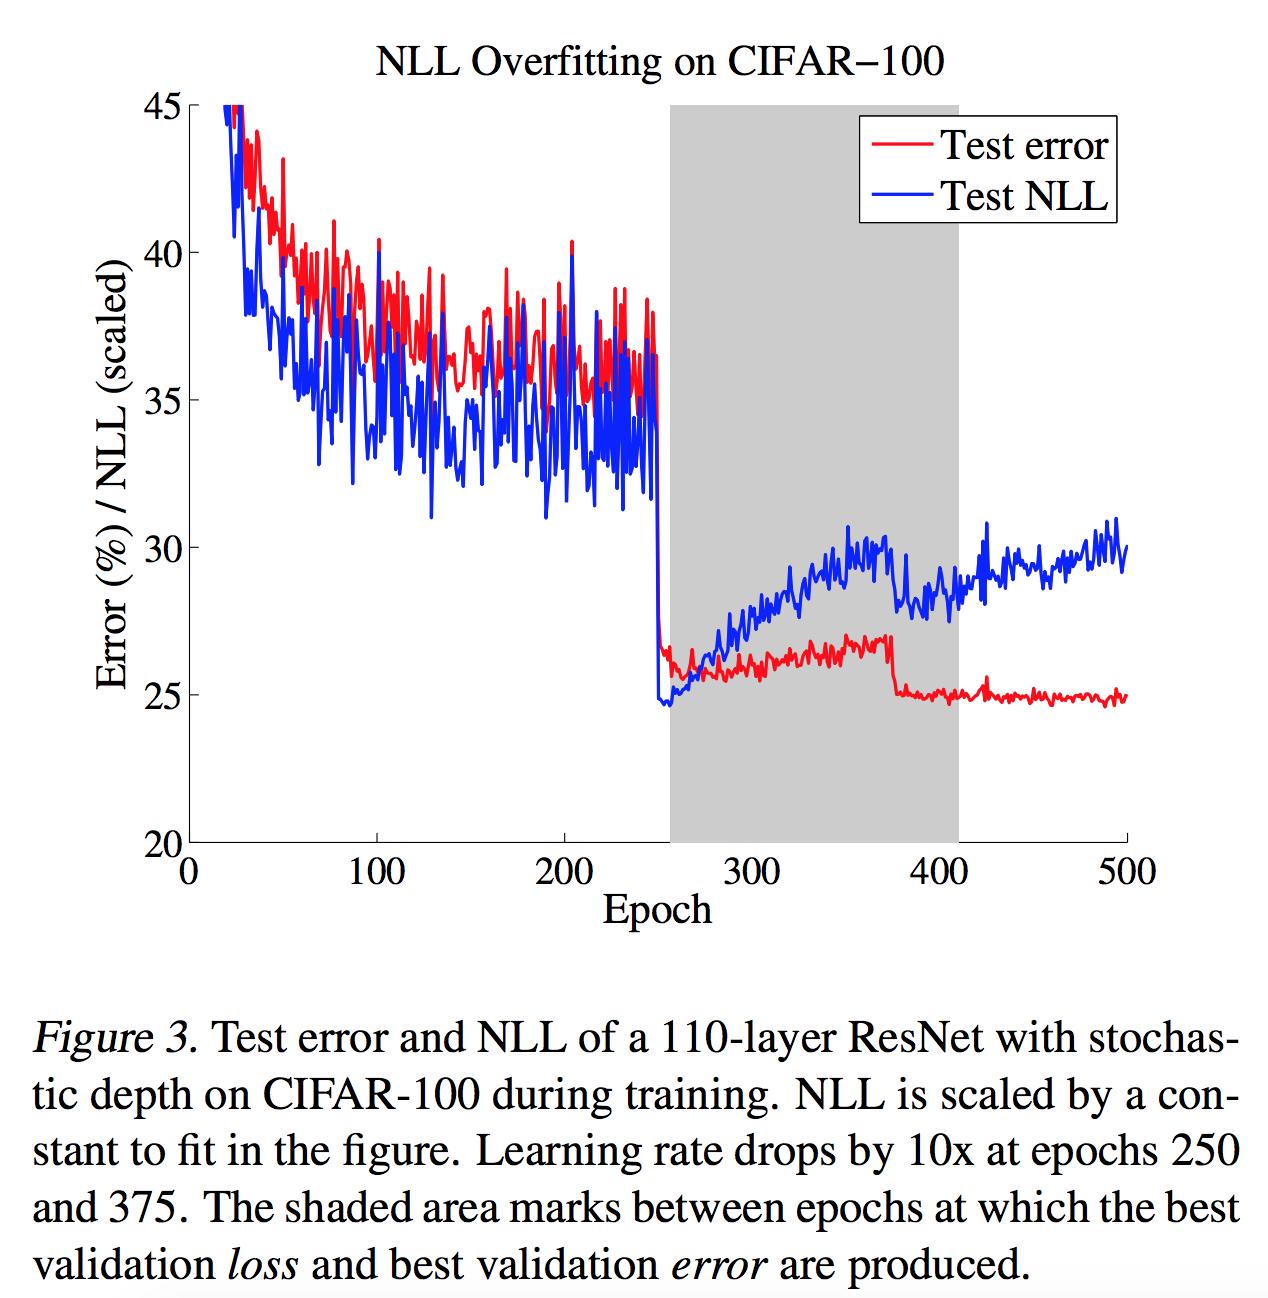 NLL Overfitting on CIFAR−100
45
40
35
30
25
20
Error (%) / NLL (scaled)
Test error
Test NLL
0 100 200 300 400 500
Epoch
Figure 3. Test error and NLL of a 110-layer ResNet with stochas-
tic depth on CIFAR-100 during training. NLL is scaled by a con-
stant to fit in the figure. Learning rate drops by 10x at epochs 250
and 375. The shaded area marks between epochs at which the best
validation loss and best validation error are produced.